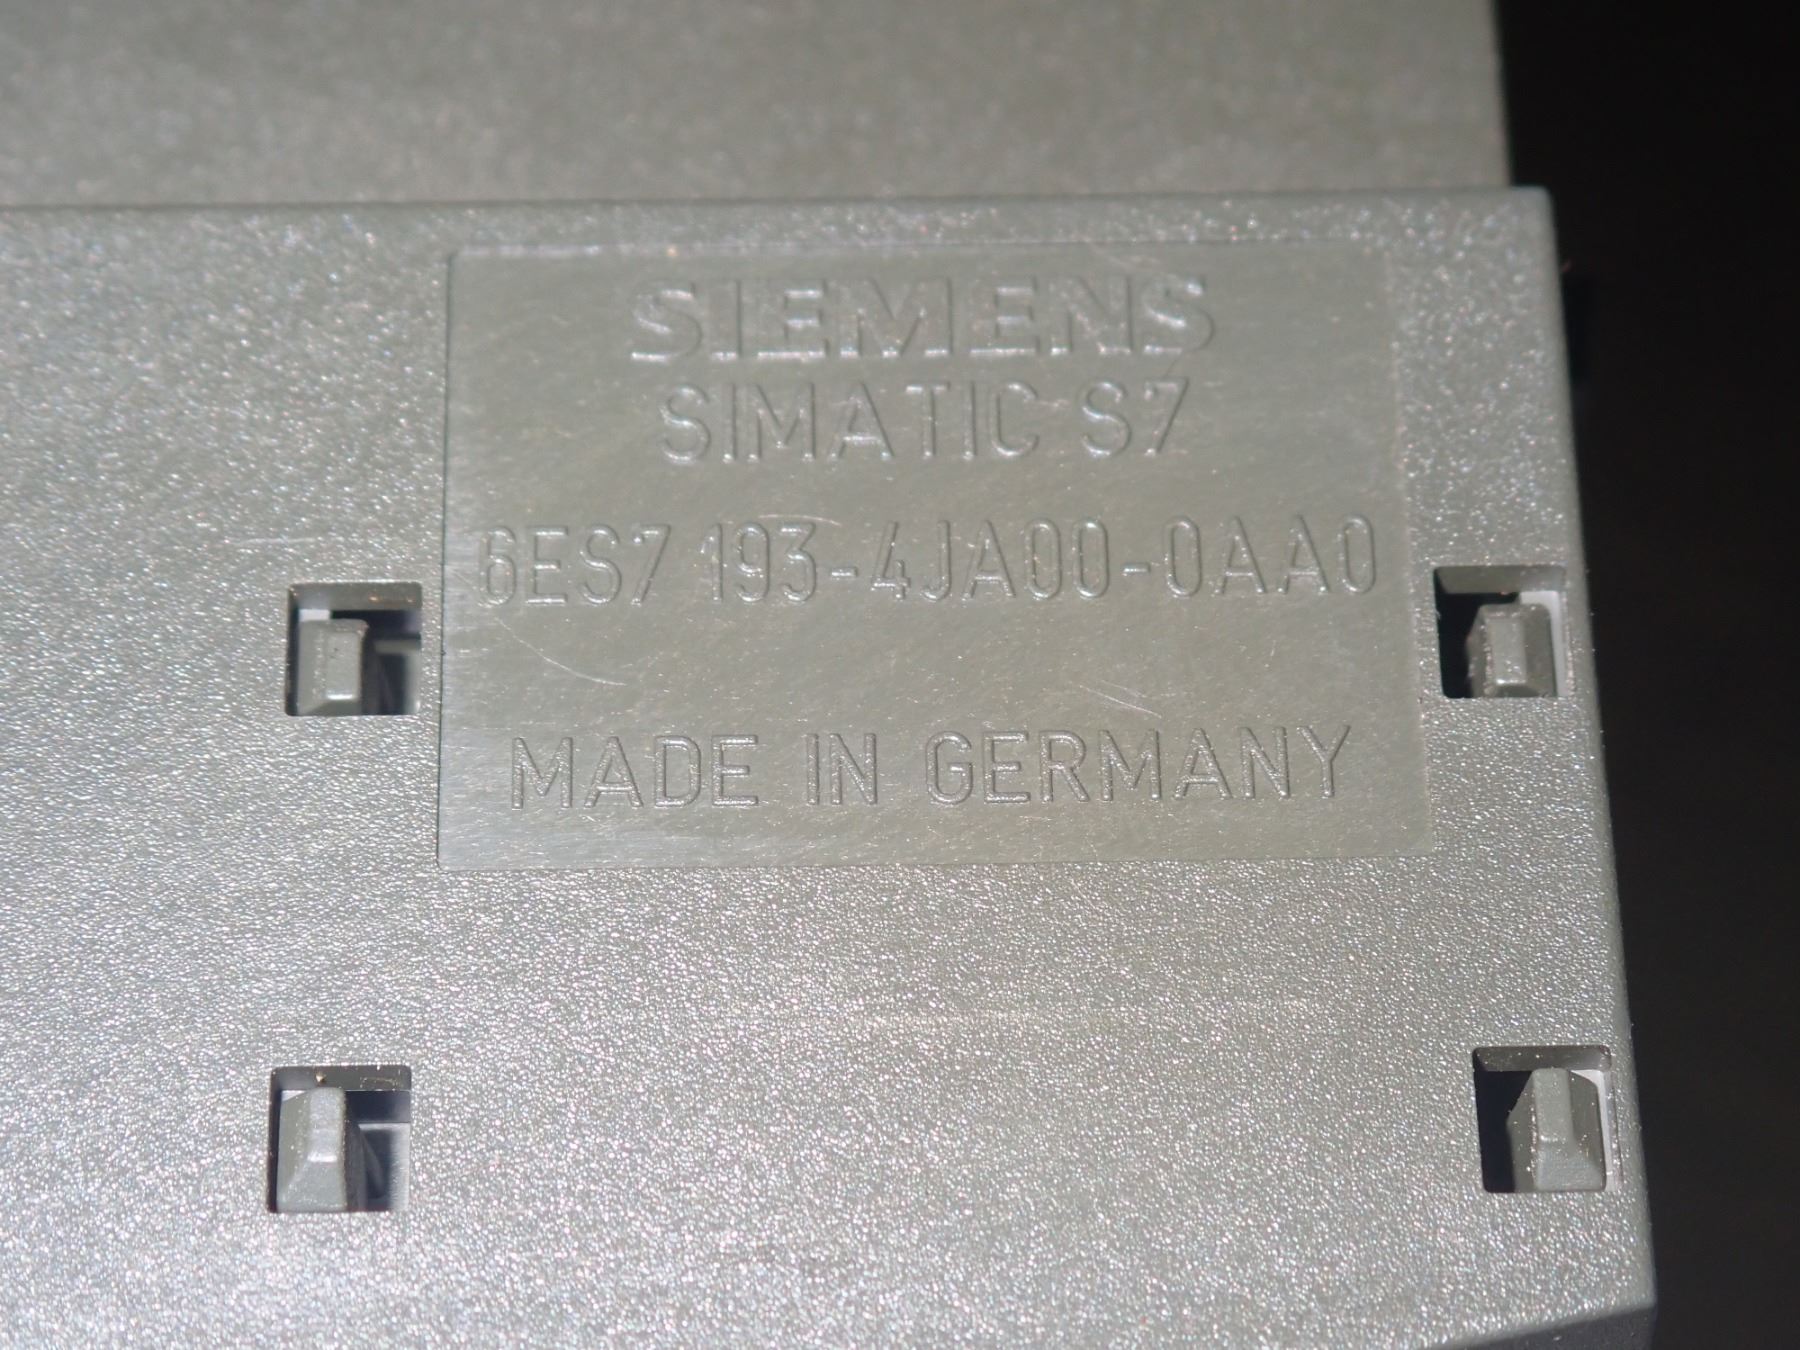 SIEMENS
SIMATIC S7
6ES7 193-4JA00-0AA0
MADE IN GERMANY